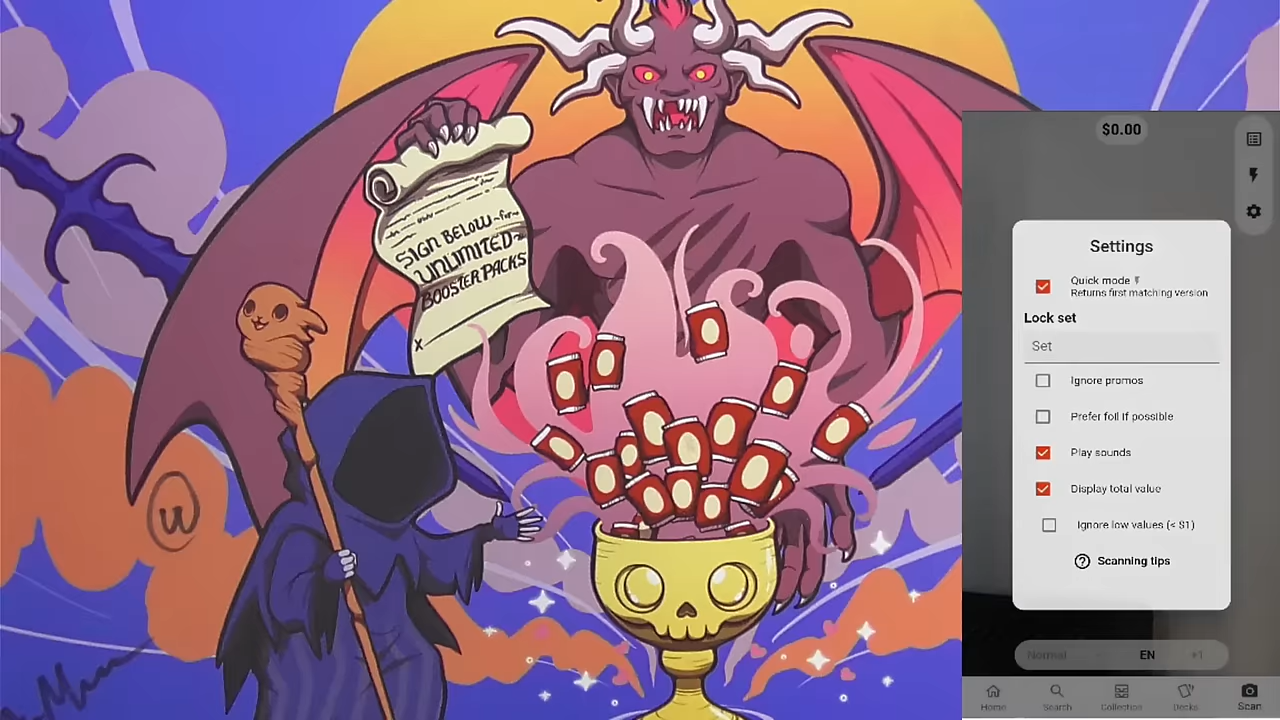 SIGN BELOW ~for~
UNLIMITED~
BOOSTER PACKS
X
W
$0.00
Settings
Quick mode
Returns first matching version
Lock set
Set
Ignore promos
Prefer foil if possible
Play sounds
Display total value
Ignore low values (< $1)
Scanning tips
Normal EN +1
Home Search Collection Decks Scan